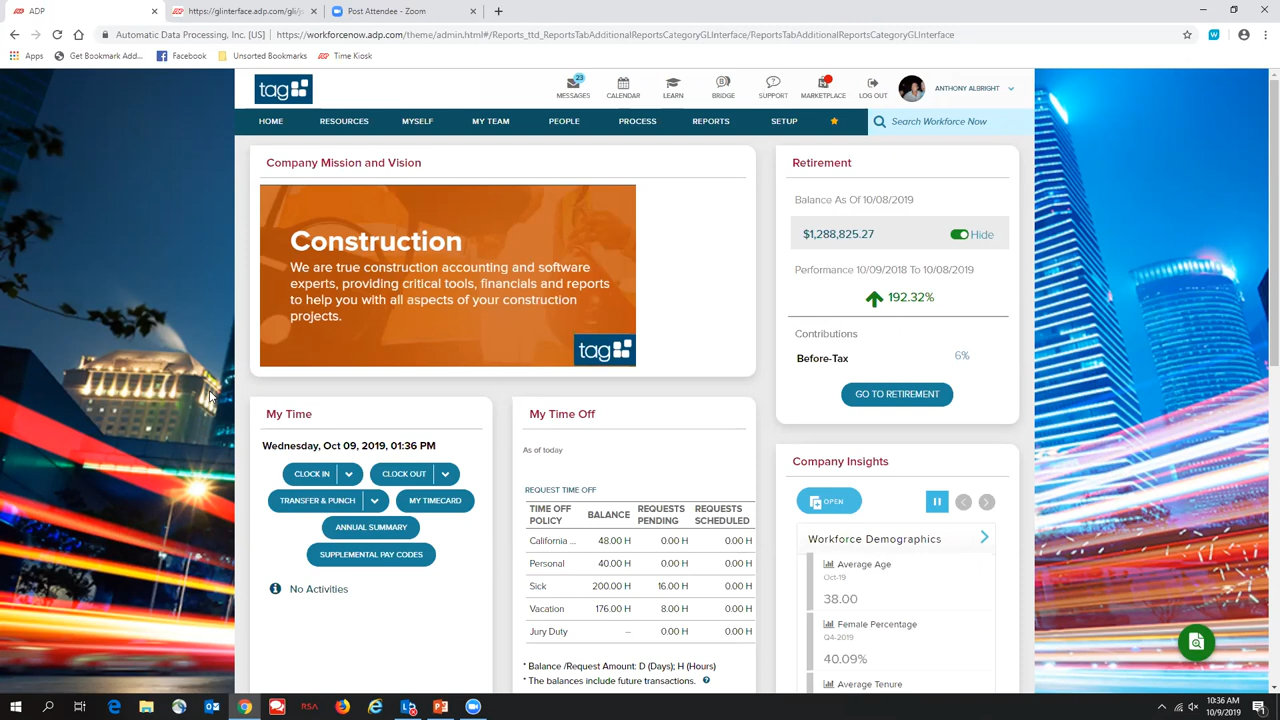 ADP
https://glinterface.adp.com/gli/js
Post Attendee - Zoom
Automatic Data Processing, Inc. [US]
https://workforcenow.adp.com/theme/admin.html#/Reports_ttd_ReportsTabAdditionalReportsCategoryGLInterface/ReportsTabAdditionalReportsCategoryGLInterface
Apps
Get Bookmark Add...
Facebook
Unsorted Bookmarks
Time Kiosk
tag
23
MESSAGES
CALENDAR
LEARN
BRIDGE
SUPPORT
MARKETPLACE
LOG OUT
ANTHONY ALBRIGHT
HOME
RESOURCES
MYSELF
MY TEAM
PEOPLE
PROCESS
REPORTS
SETUP
Search Workforce Now
Company Mission and Vision
Construction
We are true construction accounting and software
experts, providing critical tools, financials and reports
to help you with all aspects of your construction
projects.
tag
Retirement
Balance As Of 10/08/2019
$1,288,825.27
Hide
Performance 10/09/2018 To 10/08/2019
192.32%
Contributions
Before-Tax
6%
GO TO RETIREMENT
My Time
Wednesday, Oct 09, 2019, 01:36 PM
CLOCK IN
CLOCK OUT
TRANSFER & PUNCH
MY TIMECARD
ANNUAL SUMMARY
SUPPLEMENTAL PAY CODES
No Activities
My Time Off
As of today
REQUEST TIME OFF
TIME OFF POLICY BALANCE REQUESTS PENDING REQUESTS SCHEDULED
California ... 48.00 H 0.00 H 0.00 H
Personal 40.00 H 0.00 H 0.00 H
Sick 200.00 H 16.00 H 0.00 H
Vacation 176.00 H 8.00 H 0.00 H
Jury Duty -- 0.00 H 0.00 H
* Balance /Request Amount: D (Days); H (Hours)
* The balances include future transactions.
Company Insights
OPEN
Workforce Demographics
Average Age
Oct-19
38.00
Female Percentage
Q4-2019
40.09%
Average Tenure
RSA
10:36 AM
10/9/2019